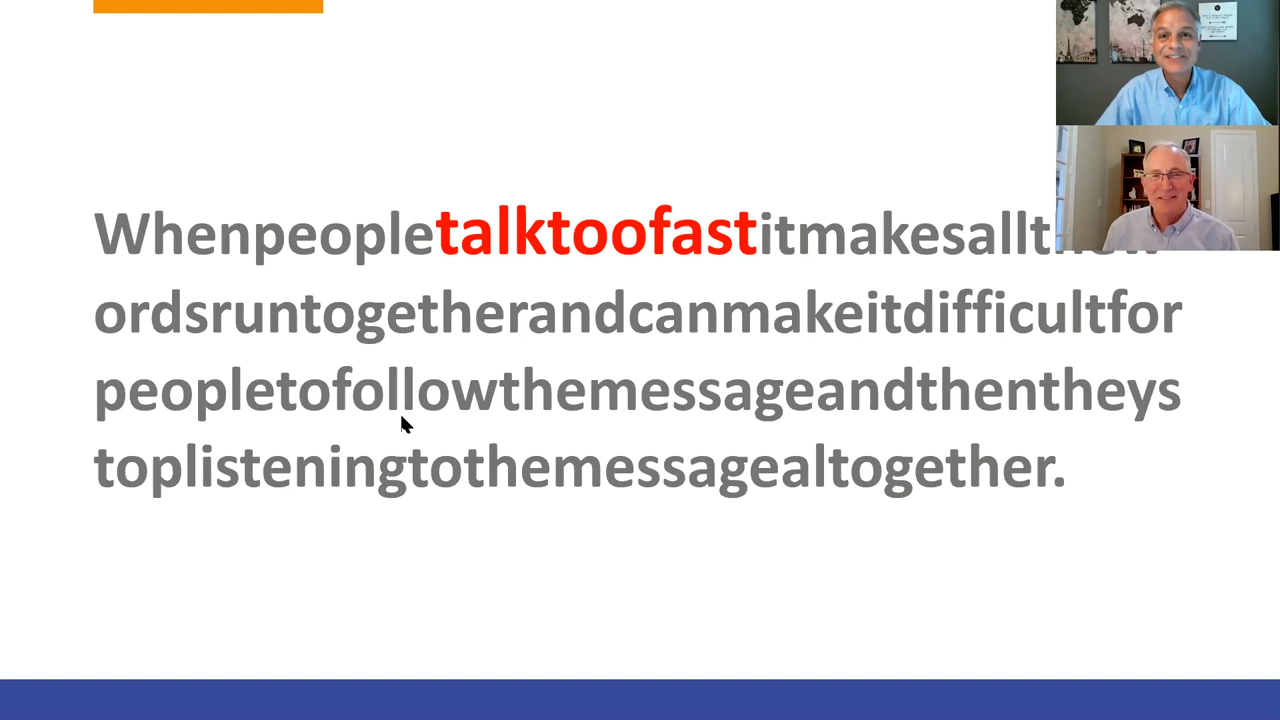 Whenpeopletalktoofastitmakesallt
ordsruntogetherandcanmakeitdifficultfor
peopletofollowthemessageandthentheys
toplisteningtothemessagealtogether.